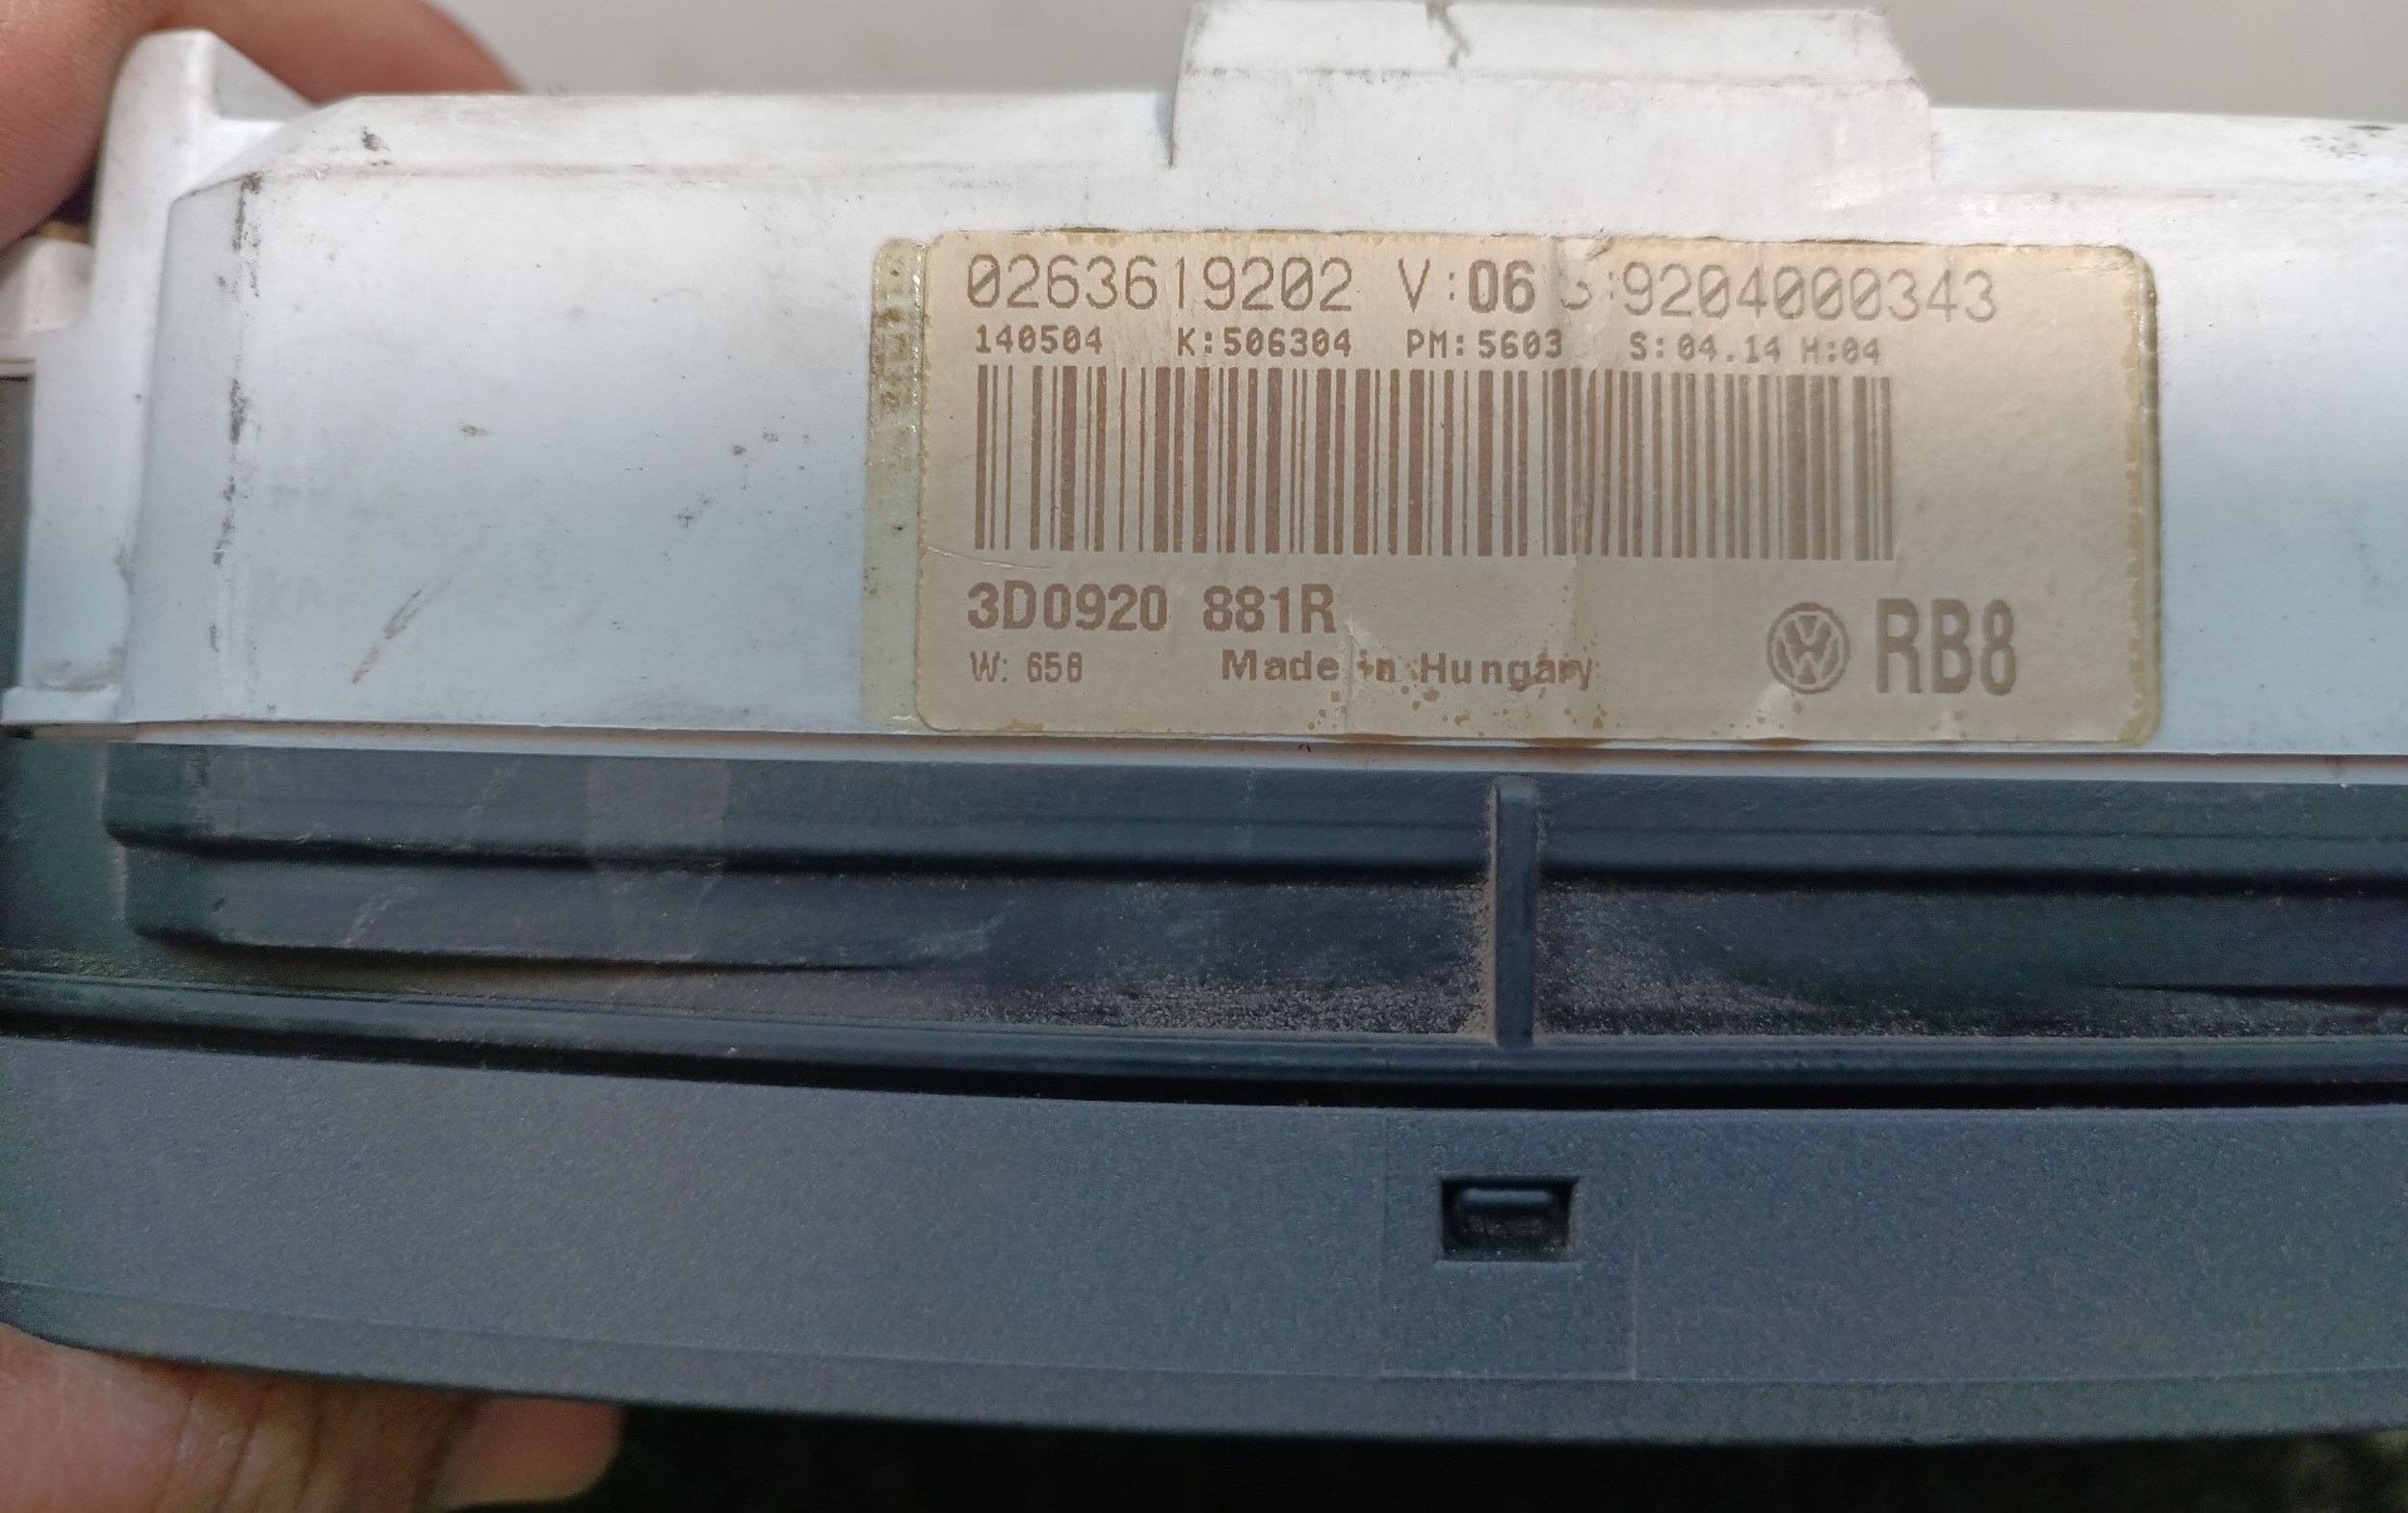 0263619202 V:06 S:9204000343
140504 K:506304 PM:5603 S:04.14 H:04
3D0920 881R
W: 658 Made in Hungary
RB8